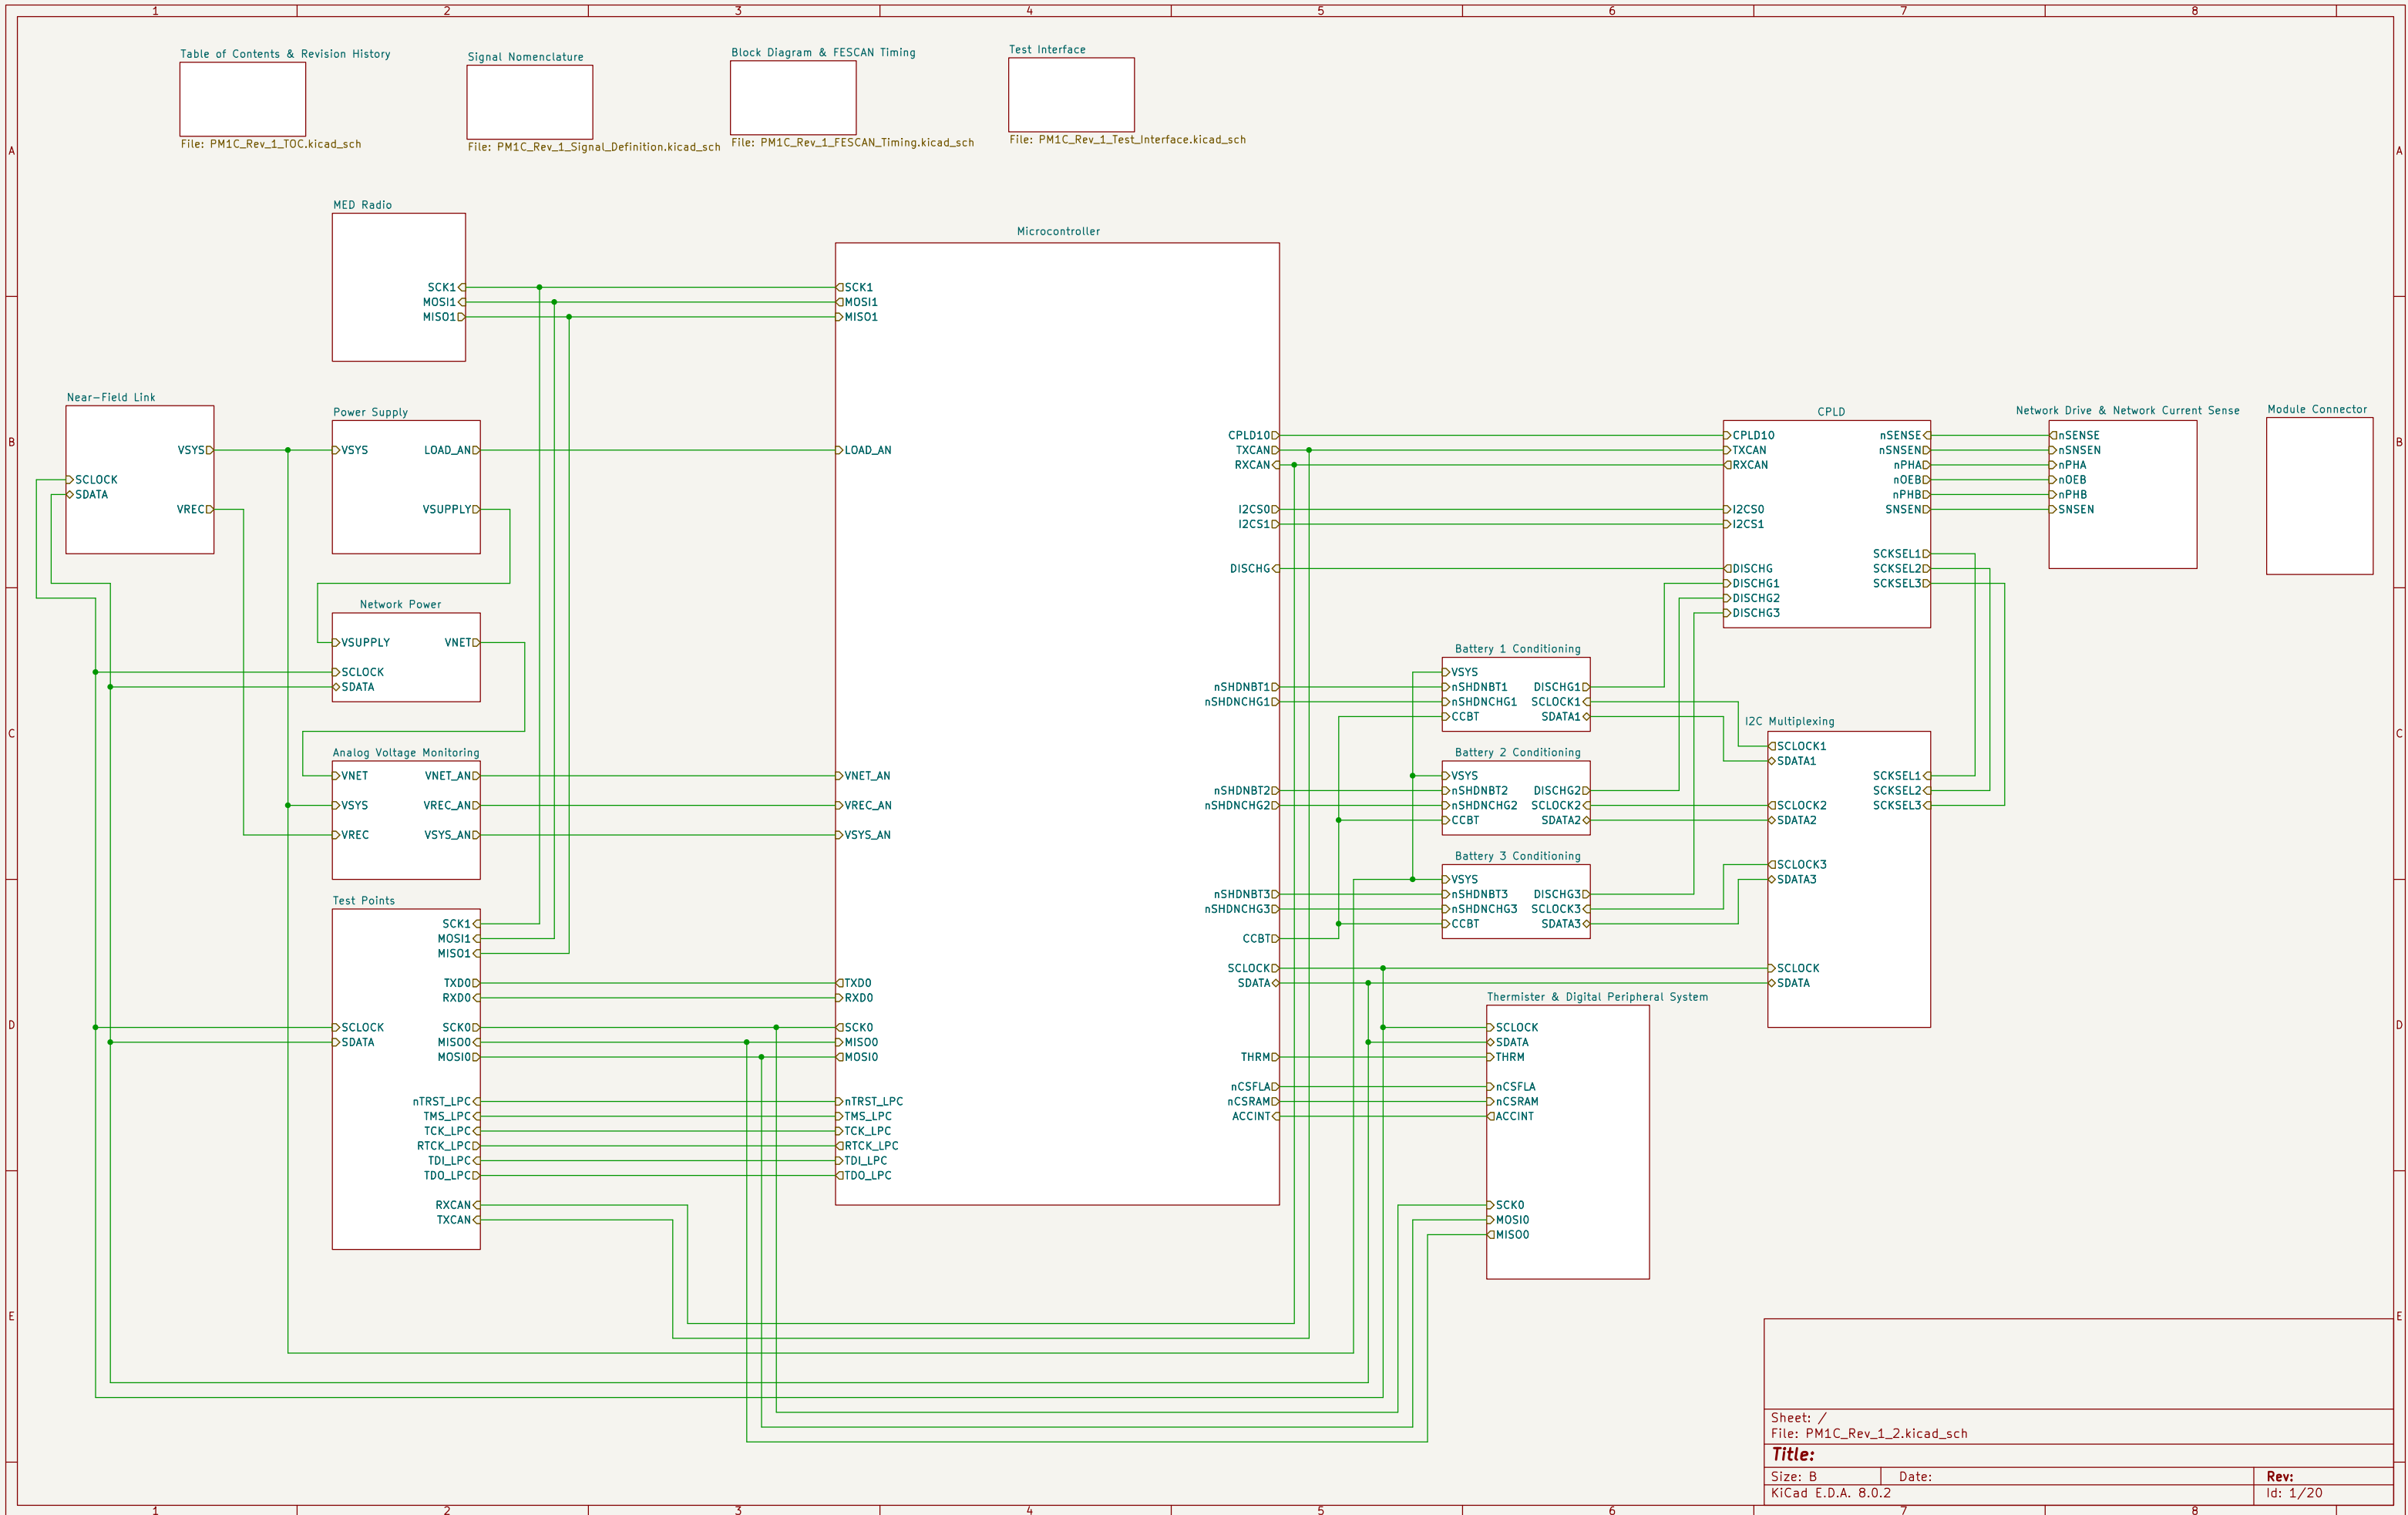 1 2 3 4 5 6 7 8
A
B
C
D
E
A
B
C
D
E
Table of Contents & Revision History
File: PM1C_Rev_1_TOC.kicad_sch
Signal Nomenclature
File: PM1C_Rev_1_Signal_Definition.kicad_sch
Block Diagram & FESCAN Timing
File: PM1C_Rev_1_FESCAN_Timing.kicad_sch
Test Interface
File: PM1C_Rev_1_Test_Interface.kicad_sch
MED Radio
SCK1
MOSI1
MISO1
Near-Field Link
VSYS
SCLOCK
SDATA
VREC
Power Supply
VSYS LOAD_AN
VSUPPLY
Network Power
VSUPPLY VNET
SCLOCK
SDATA
Analog Voltage Monitoring
VNET VNET_AN
VSYS VREC_AN
VREC VSYS_AN
Test Points
SCK1
MOSI1
MISO1
TXD0
RXD0
SCLOCK SCK0
SDATA MISO0
MOSI0
nTRST_LPC
TMS_LPC
TCK_LPC
RTCK_LPC
TDI_LPC
TDO_LPC
RXCAN
TXCAN
Microcontroller
SCK1
MOSI1
MISO1
LOAD_AN
VNET_AN
VREC_AN
VSYS_AN
TXD0
RXD0
SCK0
MISO0
MOSI0
nTRST_LPC
TMS_LPC
TCK_LPC
RTCK_LPC
TDI_LPC
TDO_LPC
CPLD10
TXCAN
RXCAN
I2CS0
I2CS1
DISCHG
nSHDNBT1
nSHDNCHG1
nSHDNBT2
nSHDNCHG2
nSHDNBT3
nSHDNCHG3
CCBT
SCLOCK
SDATA
THRM
nCSFLA
nCSRAM
ACCINT
Battery 1 Conditioning
VSYS
nSHDNBT1 DISCHG1
nSHDNCHG1 SCLOCK1
CCBT SDATA1
Battery 2 Conditioning
VSYS
nSHDNBT2 DISCHG2
nSHDNCHG2 SCLOCK2
CCBT SDATA2
Battery 3 Conditioning
VSYS
nSHDNBT3 DISCHG3
nSHDNCHG3 SCLOCK3
CCBT SDATA3
Thermister & Digital Peripheral System
SCLOCK
SDATA
THRM
nCSFLA
nCSRAM
ACCINT
SCK0
MOSI0
MISO0
CPLD
CPLD10 nSENSE
TXCAN nSNSEN
RXCAN nPHA
nOEB
nPHB
I2CS0 SNSEN
I2CS1
SCKSEL1
DISCHG SCKSEL2
DISCHG1 SCKSEL3
DISCHG2
DISCHG3
I2C Multiplexing
SCLOCK1
SDATA1
SCKSEL1
SCKSEL2
SCLOCK2 SCKSEL3
SDATA2
SCLOCK3
SDATA3
SCLOCK
SDATA
Network Drive & Network Current Sense
nSENSE
nSNSEN
nPHA
nOEB
nPHB
SNSEN
Module Connector
Sheet: /
File: PM1C_Rev_1_2.kicad_sch
Title:
Size: B Date: Rev:
KiCad E.D.A. 8.0.2 Id: 1/20
1 2 3 4 5 6 7 8